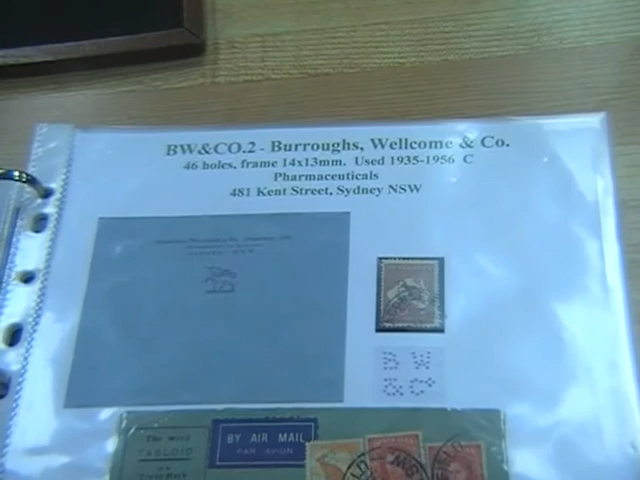 BW&CO.2 - Burroughs, Wellcome & Co.
46 holes, frame 14x13mm. Used 1935-1956 C
Pharmaceuticals
481 Kent Street, Sydney NSW
B W
& Co
The word
TABLOID
BY AIR MAIL
PAR AVION